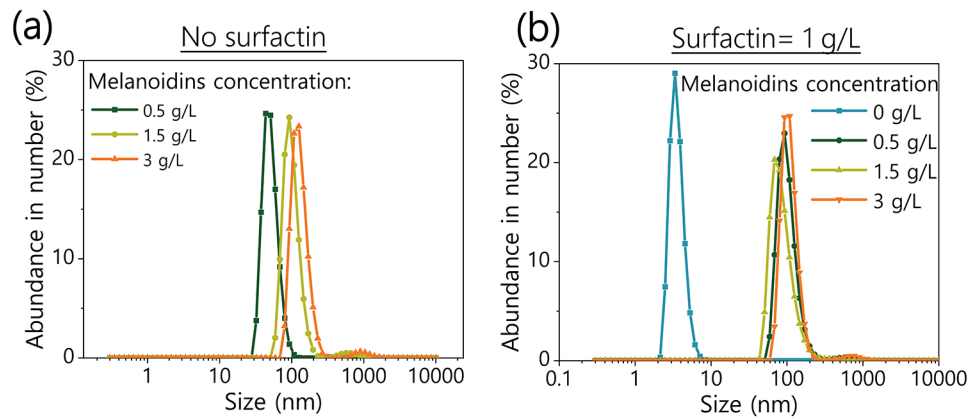 (a)
No surfactin
Melanoidins concentration:
0.5 g/L
1.5 g/L
3 g/L
Abundance in number (%)
30
20
10
0
1
10
100
1000
10000
Size (nm)
(b)
Surfactin= 1 g/L
Melanoidins concentration
0 g/L
0.5 g/L
1.5 g/L
3 g/L
Abundance in number (%)
30
20
10
0
0.1
1
10
100
1000
10000
Size (nm)